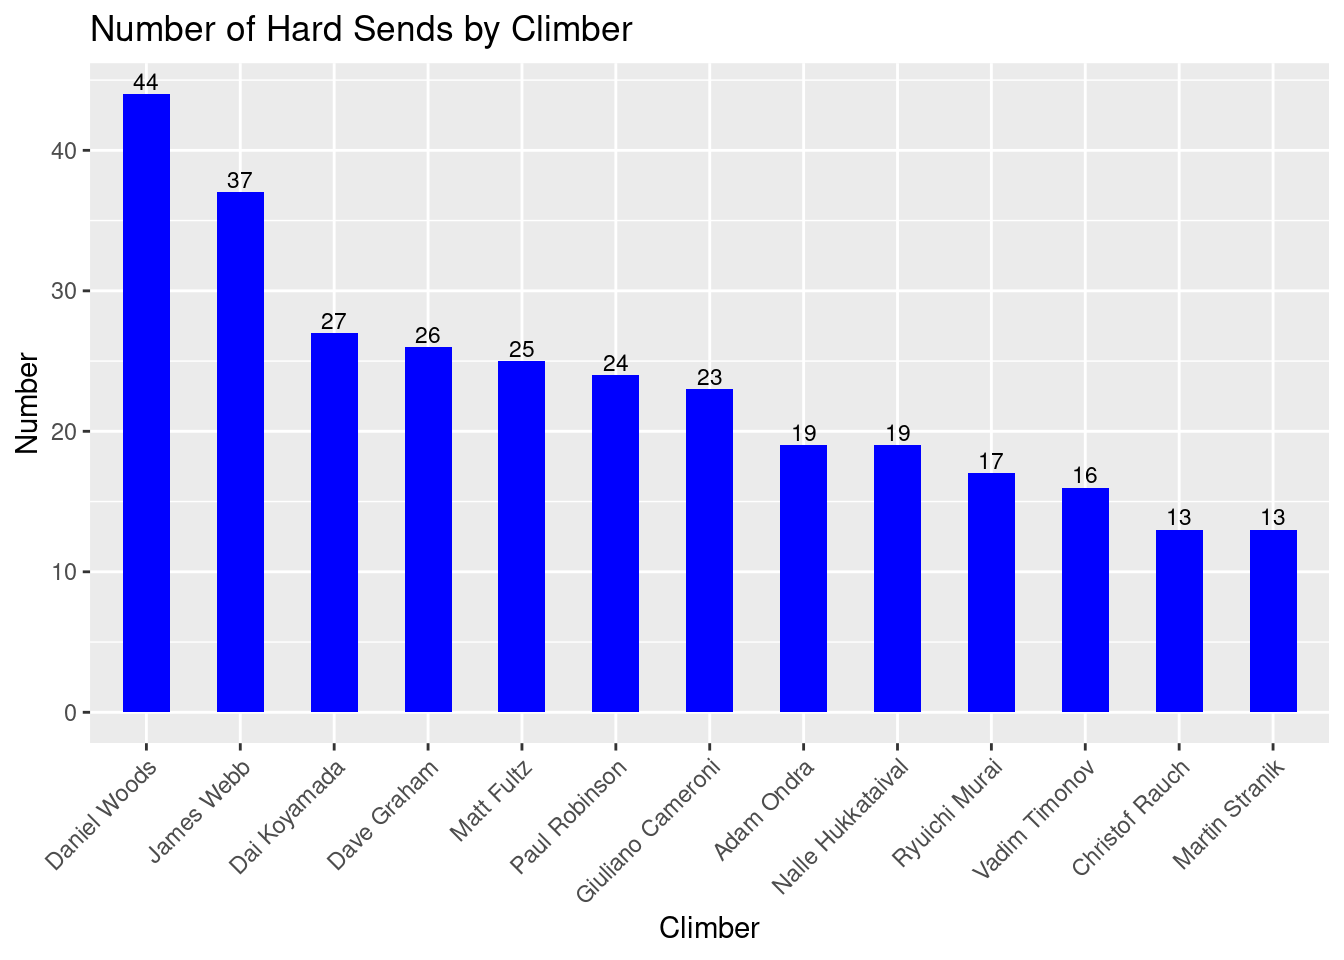 Number of Hard Sends by Climber
Number
40
30
20
10
0
44
37
27
26
25
24
23
19
19
17
16
13
13
Daniel Woods
James Webb
Dai Koyamada
Dave Graham
Matt Fultz
Paul Robinson
Giuliano Cameroni
Adam Ondra
Nalle Hukkataival
Ryuichi Murai
Vadim Timonov
Christof Rauch
Martin Stranik
Climber